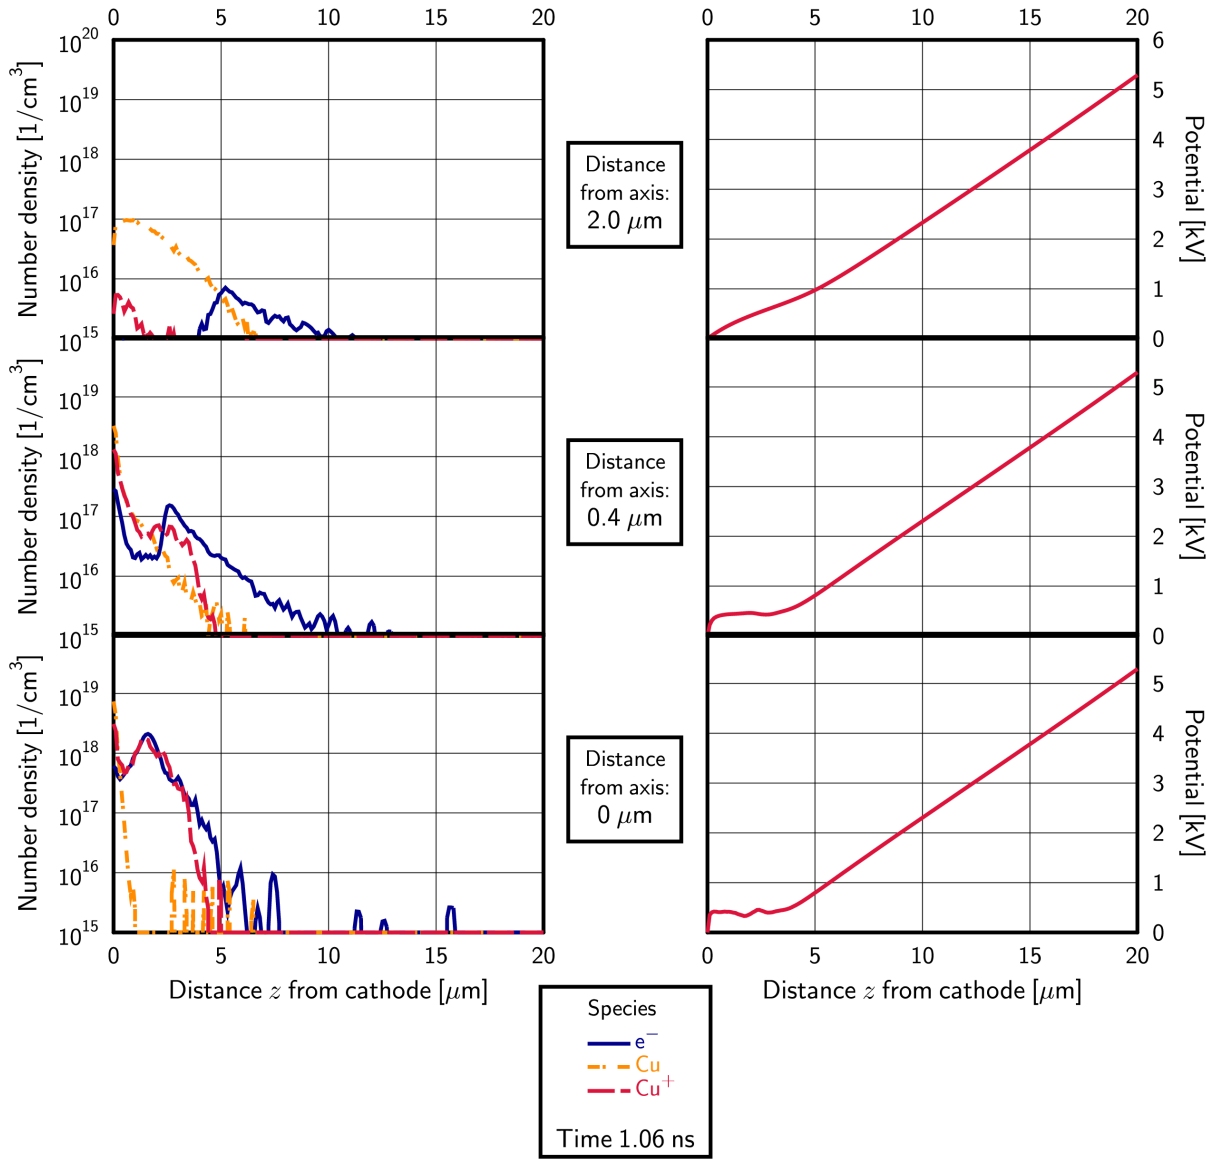 0 5 10 15 20 0 5 10 15 20
10^20
10^19
10^18
10^17
10^16
10^15
Number density [1/cm^3]
Distance
from axis:
2.0 μm
6
5
4
3
2
1
0
Potential [kV]
10^15
10^19
10^18
10^17
10^16
10^15
Number density [1/cm^3]
Distance
from axis:
0.4 μm
5
4
3
2
1
0
Potential [kV]
10^19
10^18
10^17
10^16
10^15
Number density [1/cm^3]
Distance
from axis:
0 μm
5
4
3
2
1
0
Potential [kV]
0 5 10 15 20 0 5 10 15 20
Distance z from cathode [μm] Distance z from cathode [μm]
Species
e^−
Cu
Cu^+
Time 1.06 ns